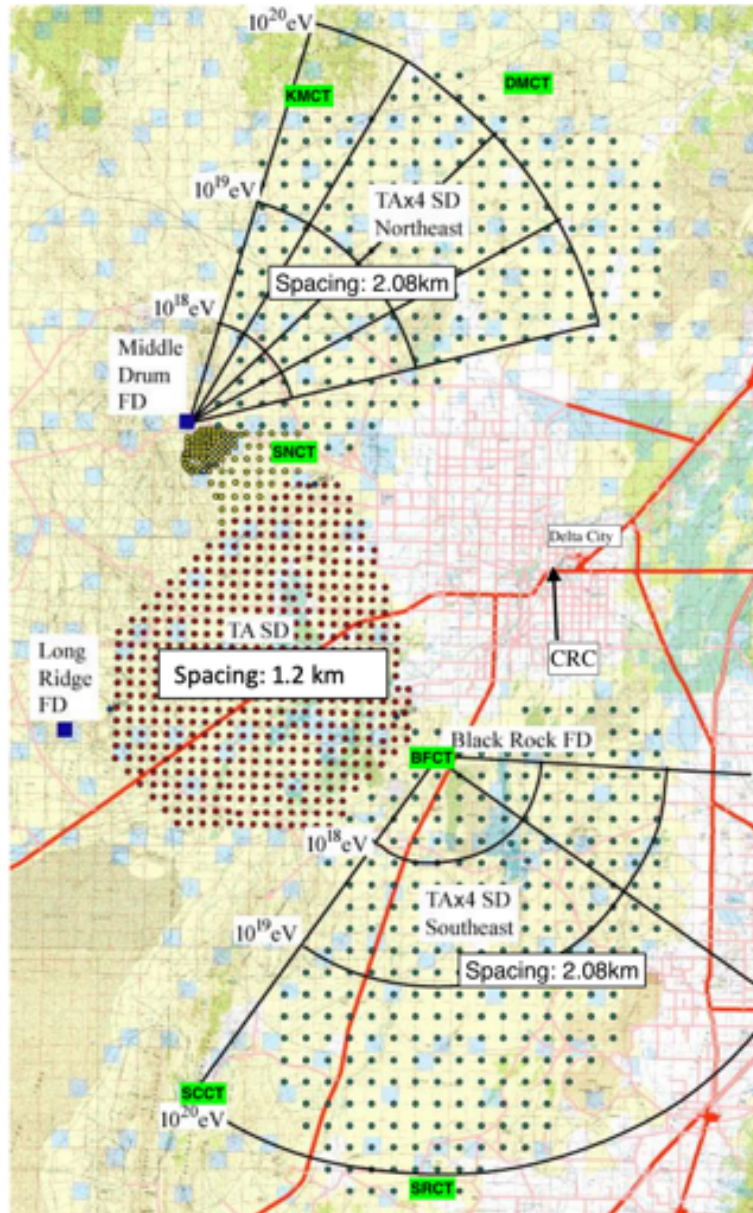 10²⁰eV
KMCT
DMCT
10¹⁹eV
TAx4 SD
Northeast
Spacing: 2.08km
10¹⁸eV
Middle
Drum
FD
SNCT
Delta City
TA SD
CRC
Long
Ridge
FD
Spacing: 1.2 km
Black Rock FD
BFCT
10¹⁸eV
TAx4 SD
Southeast
10¹⁹eV
Spacing: 2.08km
SCCT
10²⁰eV
SRCT